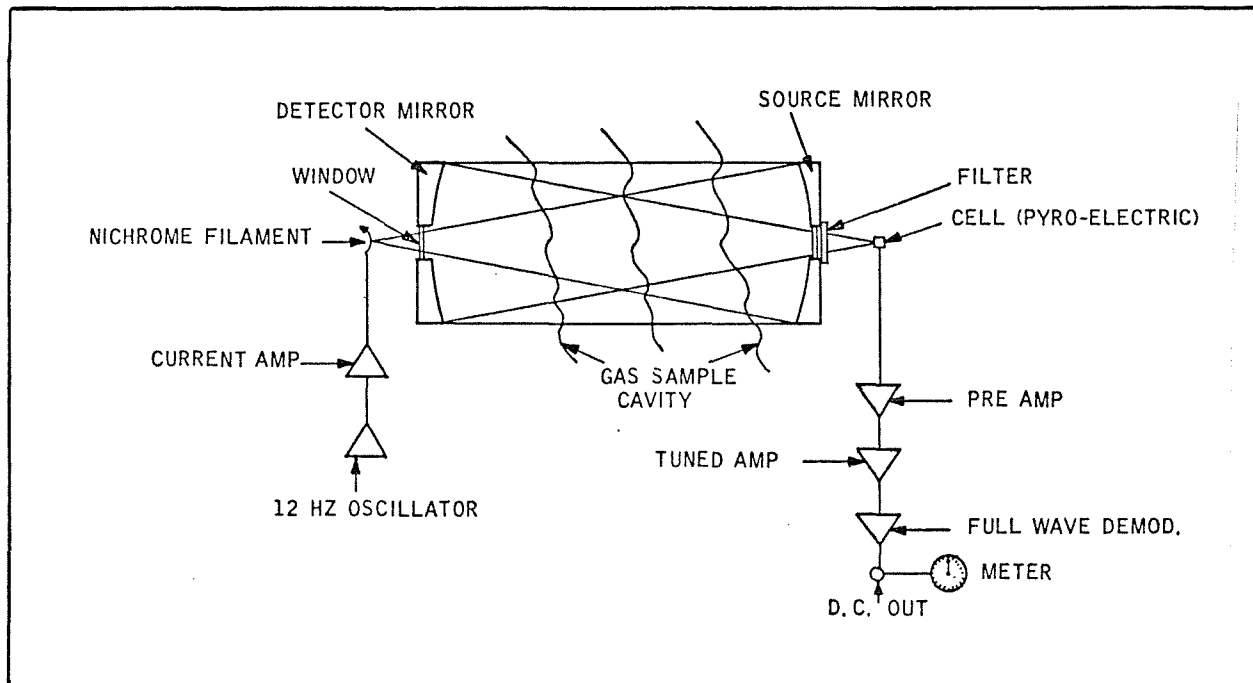 DETECTOR MIRROR
SOURCE MIRROR
WINDOW
FILTER
NICHROME FILAMENT
CELL (PYRO-ELECTRIC)
CURRENT AMP
GAS SAMPLE
CAVITY
PRE AMP
TUNED AMP
12 HZ OSCILLATOR
FULL WAVE DEMOD.
METER
D.C. OUT